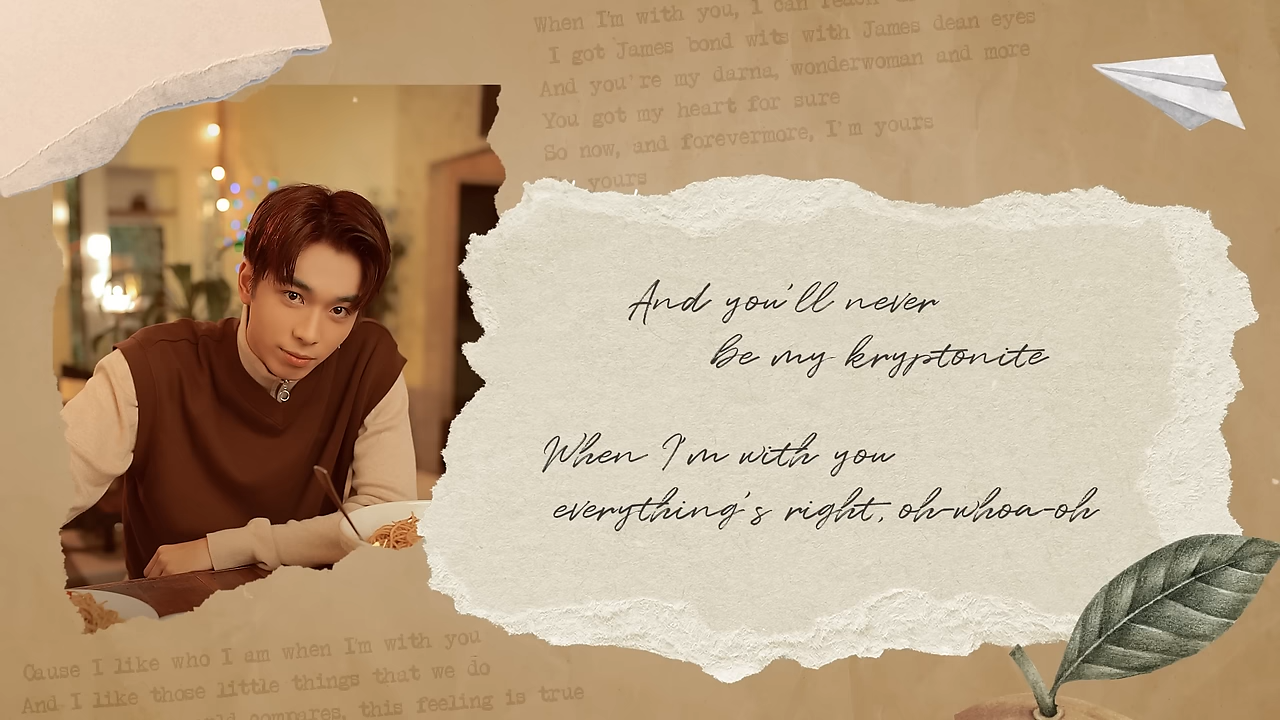 When I'm with you, I can reach
I got James bond wits with James dean eyes
And you're my darna, wonderwoman and more
You got my heart for sure
So now, and forevermore, I'm yours
yours
And you'll never
be my kryptonite
When I'm with you
everything's right, oh-whoa-oh
Cause I like who I am when I'm with you
And I like those little things that we do
compares, this feeling is true